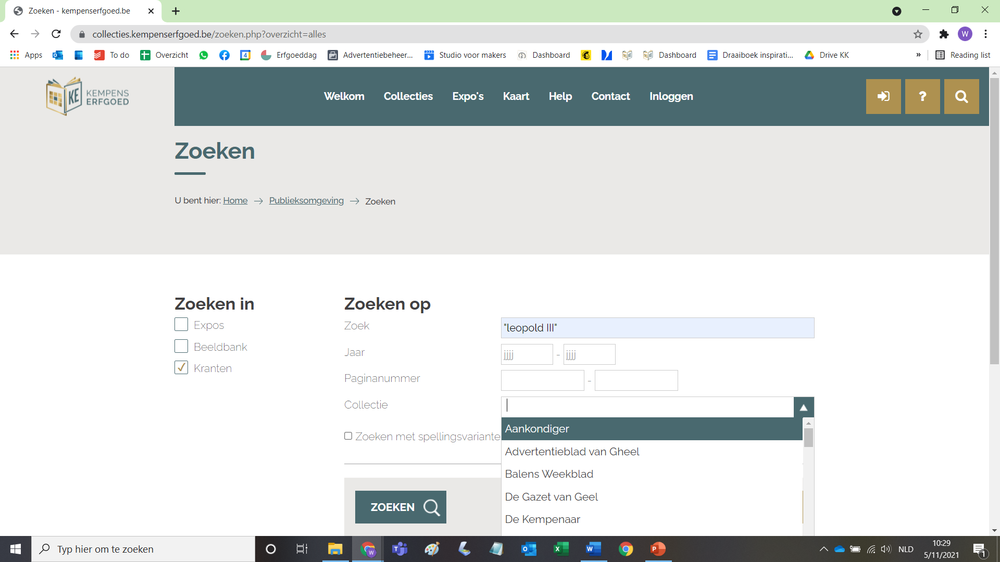 Zoeken - kempenserfgoed.be
collecties.kempenserfgoed.be/zoeken.php?overzicht=alles
W
Apps To do Overzicht 4 Erfgoeddag Advertentiebeheer... Studio voor makers Dashboard Dashboard Draaiboek inspirati... Drive KK » Reading list
KE KEMPENS
ERFGOED
Welkom Collecties Expo's Kaart Help Contact Inloggen ?
Zoeken
U bent hier: Home → Publieksomgeving → Zoeken
Zoeken in
Expos
Beeldbank
Kranten
Zoeken op
Zoek "leopold III"
Jaar jjjj - jjjj
Paginanummer -
Collectie
Aankondiger
Zoeken met spellingsvariante
Advertentieblad van Gheel
Balens Weekblad
De Gazet van Geel
De Kempenaar
ZOEKEN
Typ hier om te zoeken
NLD
10:29
5/11/2021
1